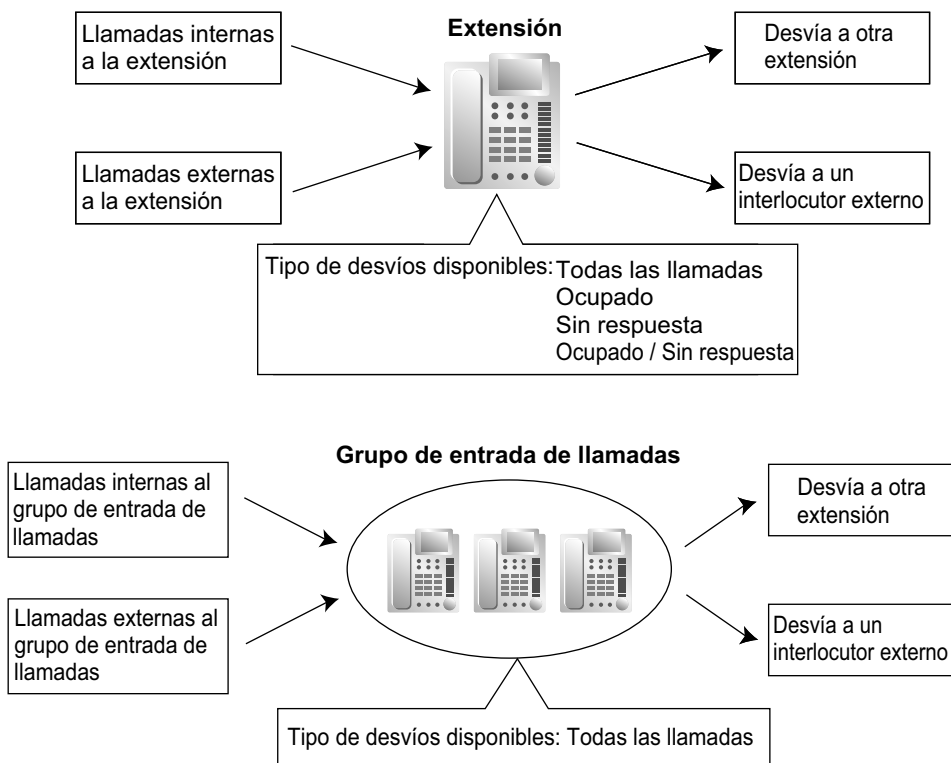 Llamadas internas
a la extensión
Extensión
Desvía a otra
extensión
Llamadas externas
a la extensión
Desvía a un
interlocutor externo
Tipo de desvíos disponibles: Todas las llamadas
Ocupado
Sin respuesta
Ocupado / Sin respuesta
Grupo de entrada de llamadas
Llamadas internas al
grupo de entrada de
llamadas
Desvía a otra
extensión
Llamadas externas al
grupo de entrada de
llamadas
Desvía a un
interlocutor externo
Tipo de desvíos disponibles: Todas las llamadas